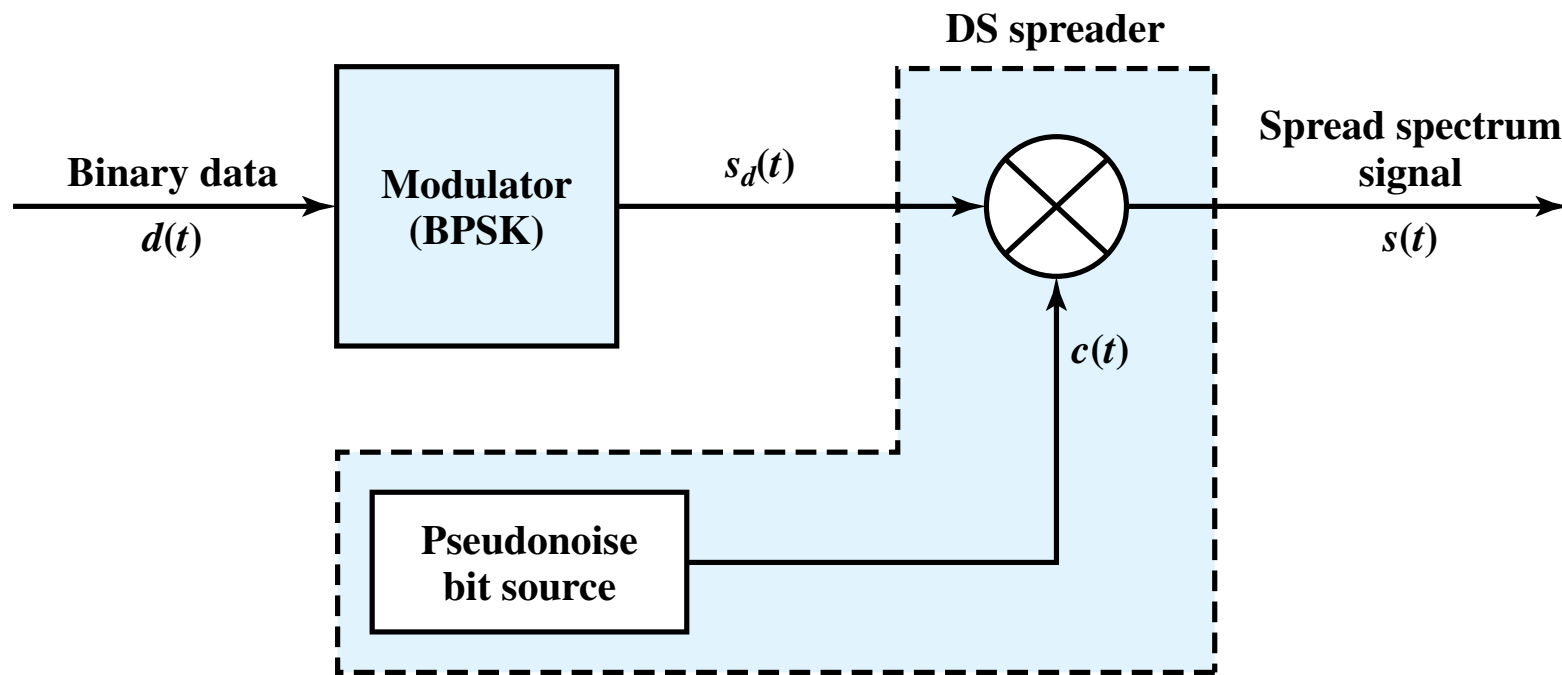 DS spreader
Binary data
d(t)
Modulator
(BPSK)
s_d(t)
Spread spectrum
signal
s(t)
c(t)
Pseudonoise
bit source